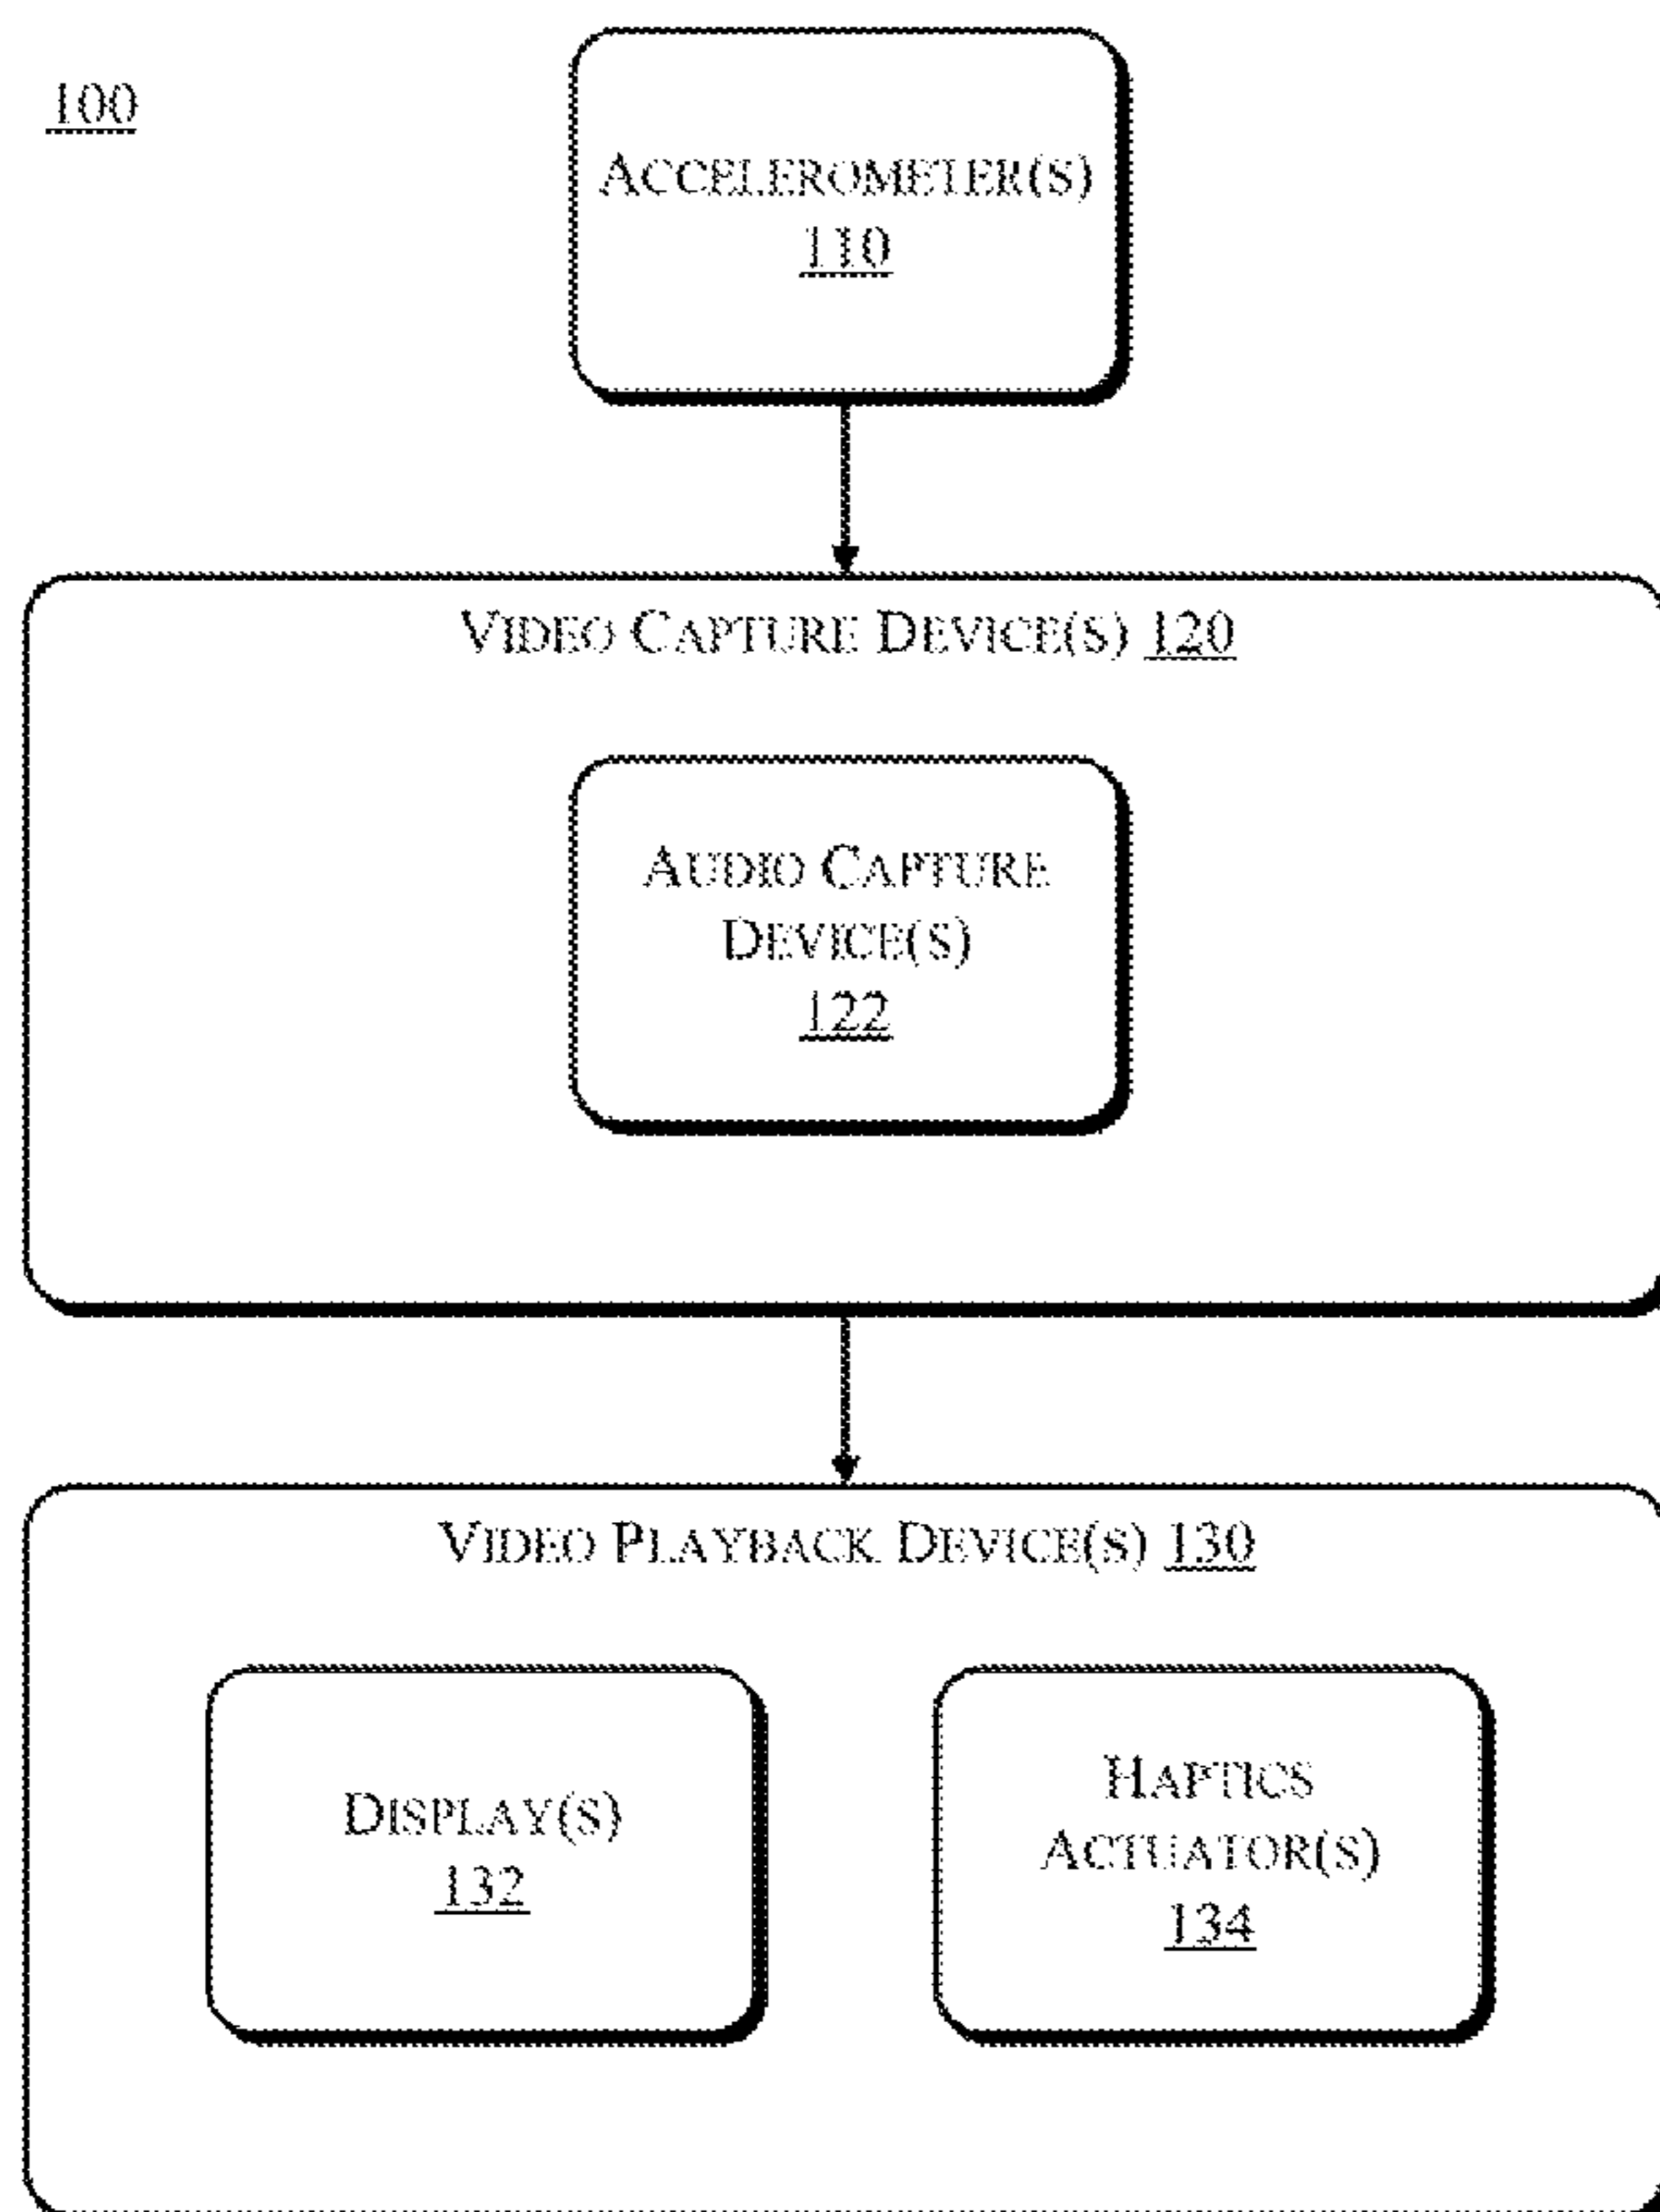 100
ACCELEROMETER(S)
110
VIDEO CAPTURE DEVICE(S) 120
AUDIO CAPTURE
DEVICE(S)
122
VIDEO PLAYBACK DEVICE(S) 130
DISPLAY(S)
132
HAPTICS
ACTUATOR(S)
134